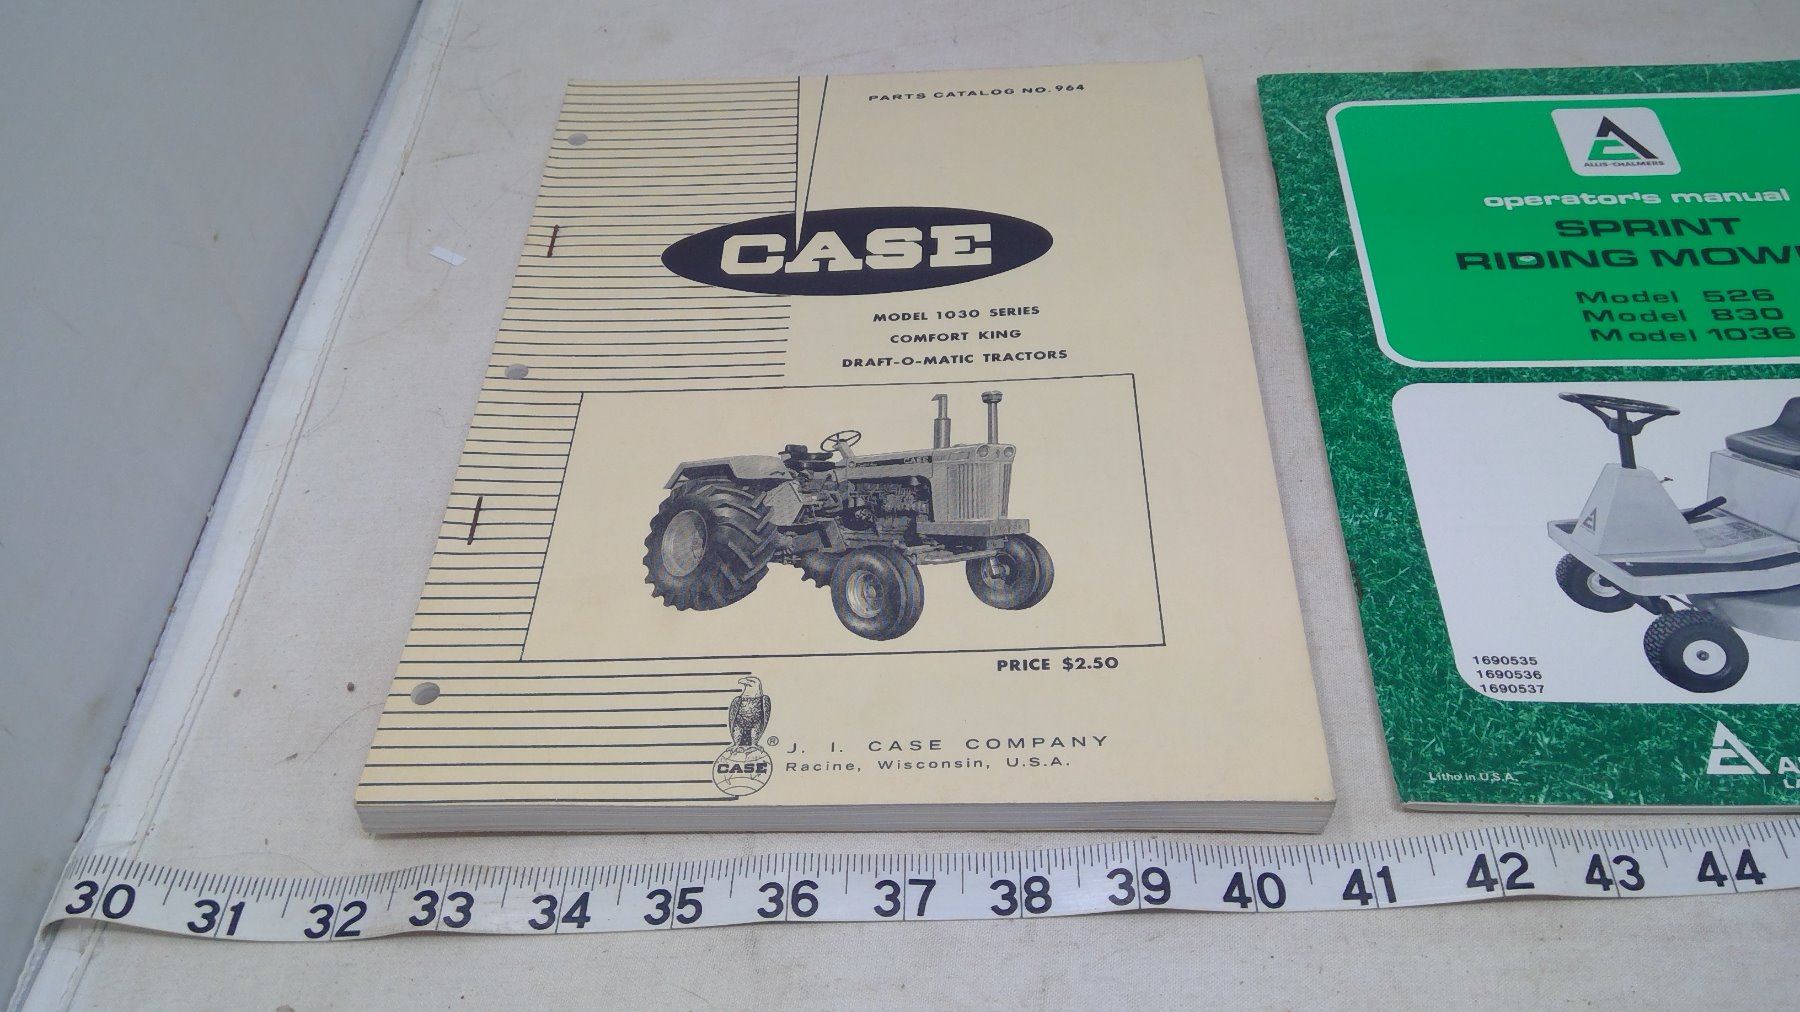 PARTS CATALOG NO. 964
CASE
MODEL 1030 SERIES
COMFORT KING
DRAFT-O-MATIC TRACTORS
CASE
PRICE $2.50
CASE
®
J. I. CASE COMPANY
Racine, Wisconsin, U.S.A.
ALLIS-CHALMERS
operator's manual
SPRINT
RIDING
Model 526
Model 830
Model 1036
1690535
1690536
1690537
Litho in U.S.A.
30 31 32 33 34 35 36 37 38 39 40 41 42 43 44